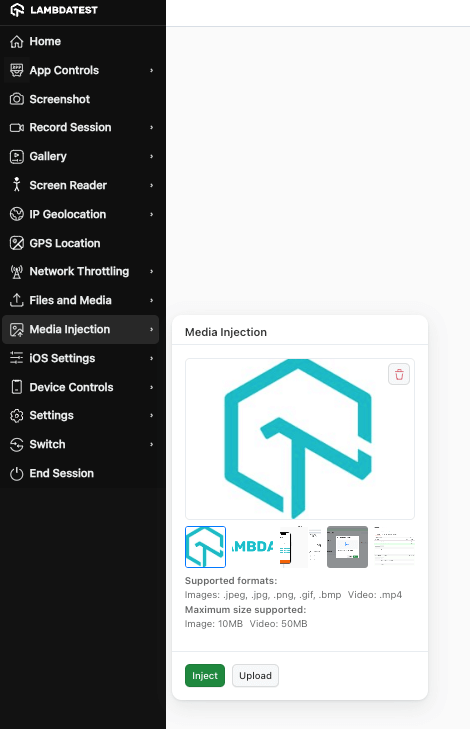 LAMBDATEST
Home
App Controls
Screenshot
Record Session
Gallery
Screen Reader
IP Geolocation
GPS Location
Network Throttling
Files and Media
Media Injection
iOS Settings
Device Controls
Settings
Switch
End Session
Media Injection
Supported formats:
Images: .jpeg, .jpg, .png, .gif, .bmp Video: .mp4
Maximum size supported:
Image: 10MB Video: 50MB
Inject Upload